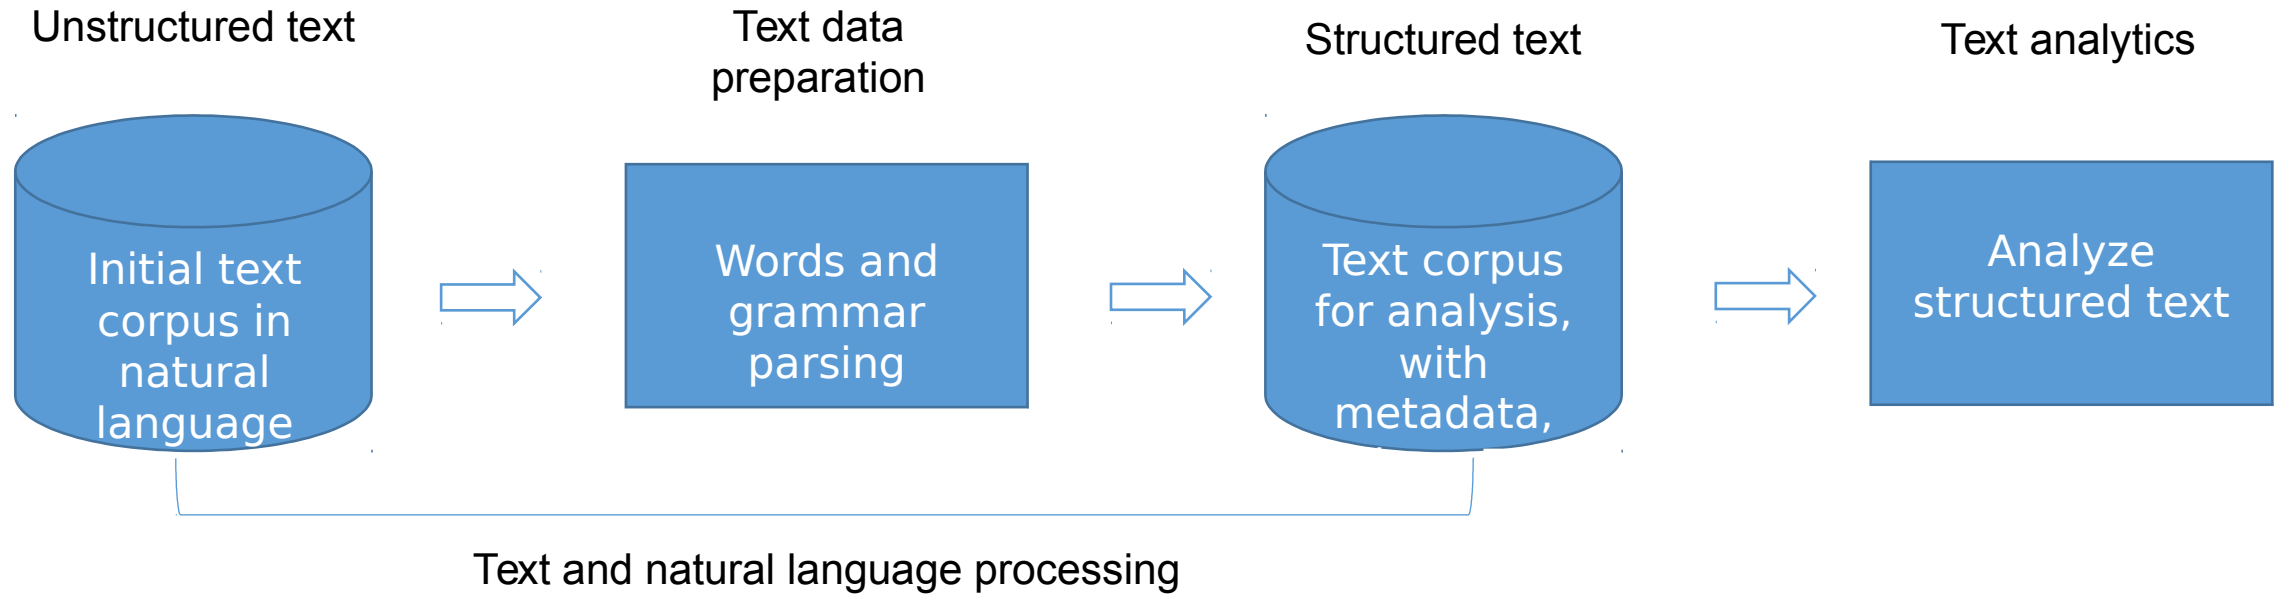 Unstructured text
Text data
preparation
Structured text
Text analytics
Initial text
corpus in
natural
language
Words and
grammar
parsing
Text corpus
for analysis,
with
metadata,
Analyze
structured text
Text and natural language processing